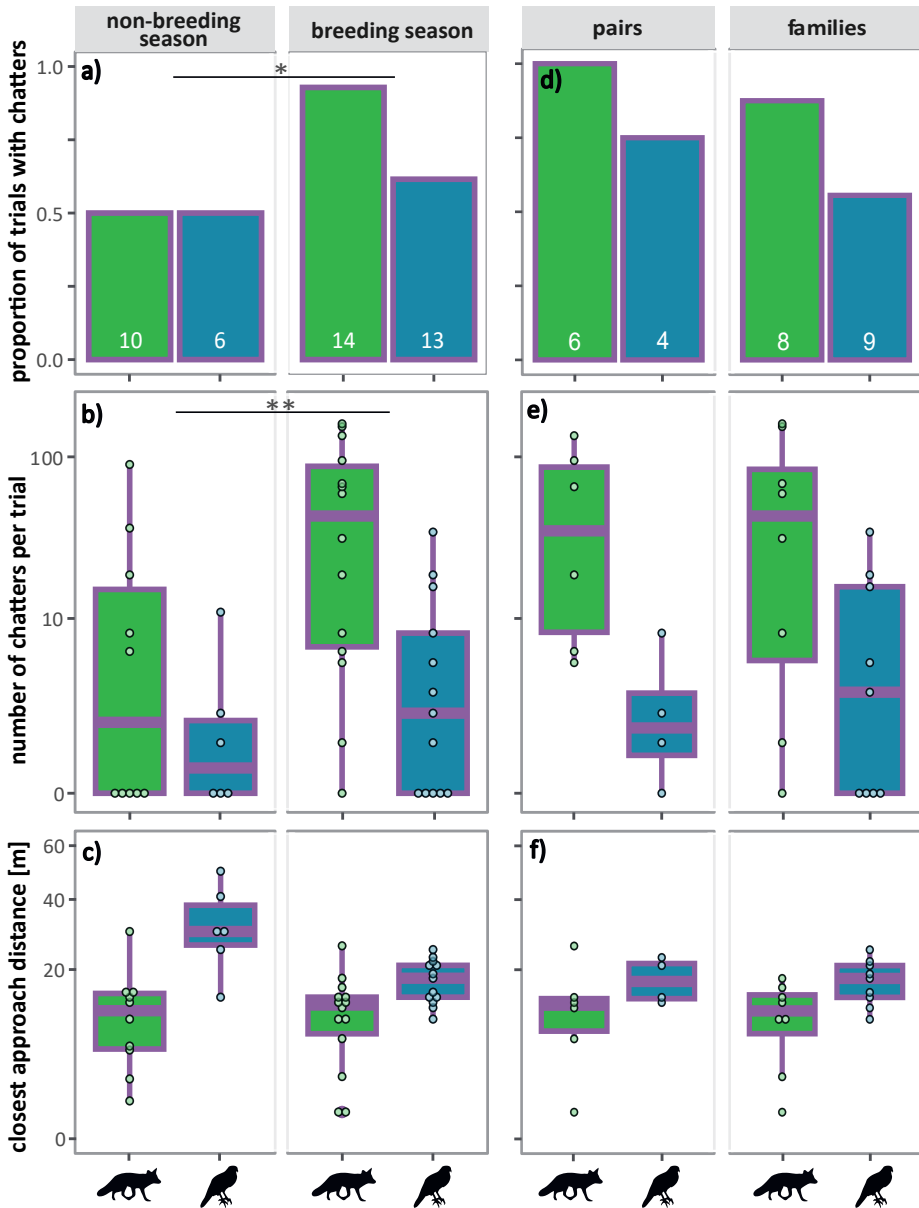 non-breeding
season
breeding season
pairs
families
proportion of trials with chatters
1.0
0.5
0.0
a)
*
10
6
14
13
d)
6
4
8
9
number of chatters per trial
100
10
0
b)
**
e)
closest approach distance [m]
60
40
20
0
c)
f)